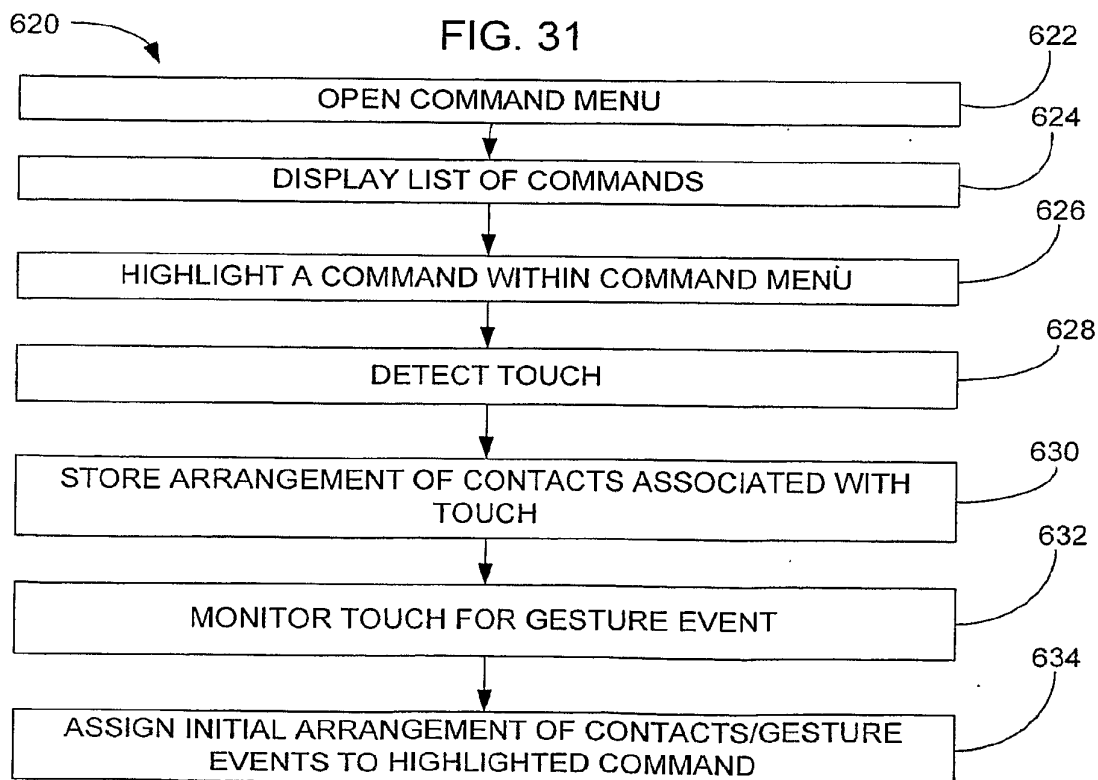 620
FIG. 31
622
OPEN COMMAND MENU
624
DISPLAY LIST OF COMMANDS
626
HIGHLIGHT A COMMAND WITHIN COMMAND MENU
628
DETECT TOUCH
630
STORE ARRANGEMENT OF CONTACTS ASSOCIATED WITH
TOUCH
632
MONITOR TOUCH FOR GESTURE EVENT
634
ASSIGN INITIAL ARRANGEMENT OF CONTACTS/GESTURE
EVENTS TO HIGHLIGHTED COMMAND